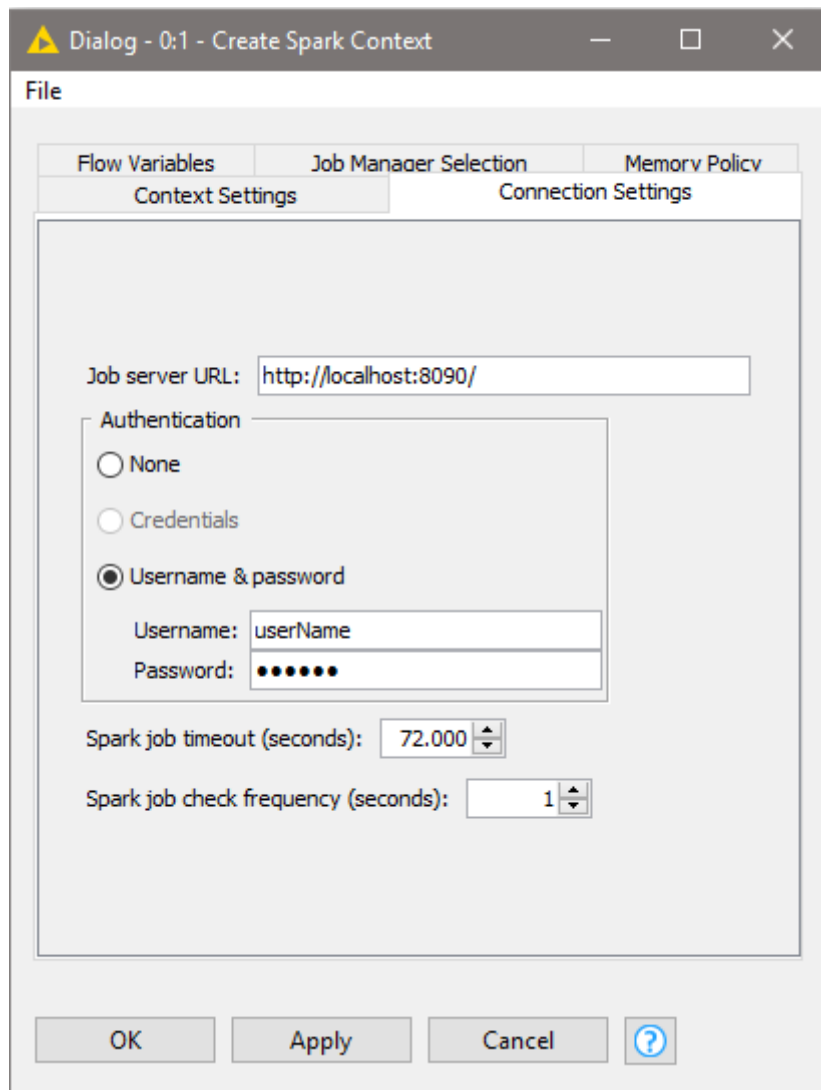 Dialog - 0:1 - Create Spark Context
File
Flow Variables Job Manager Selection Memory Policy
Context Settings Connection Settings
Job server URL: http://localhost:8090/
Authentication
None
Credentials
Username & password
Username: userName
Password: ●●●●●●
Spark job timeout (seconds): 72.000
Spark job check frequency (seconds): 1
OK Apply Cancel ?